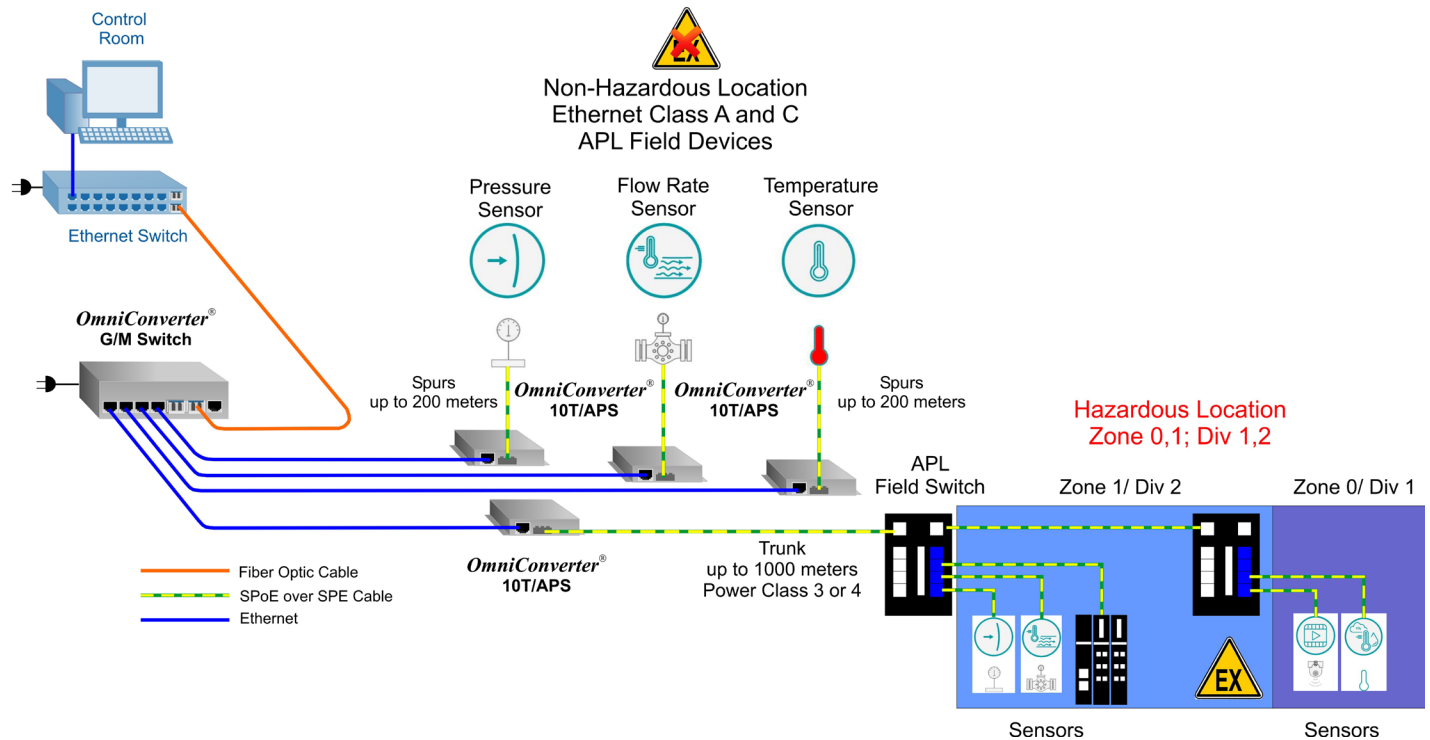 Control
Room
Ethernet Switch
EX
Non-Hazardous Location
Ethernet Class A and C
APL Field Devices
Pressure
Sensor
Flow Rate
Sensor
Temperature
Sensor
OmniConverter®
G/M Switch
Spurs
up to 200 meters
OmniConverter®
10T/APS
OmniConverter®
10T/APS
Spurs
up to 200 meters
Hazardous Location
Zone 0,1; Div 1,2
APL
Field Switch
Zone 1/ Div 2
Zone 0/ Div 1
OmniConverter®
10T/APS
Trunk
up to 1000 meters
Power Class 3 or 4
Fiber Optic Cable
SPoE over SPE Cable
Ethernet
EX
Sensors
Sensors